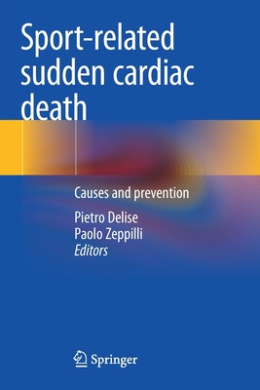 Sport-related
sudden cardiac
death
Causes and prevention
Pietro Delise
Paolo Zeppilli
Editors
Springer